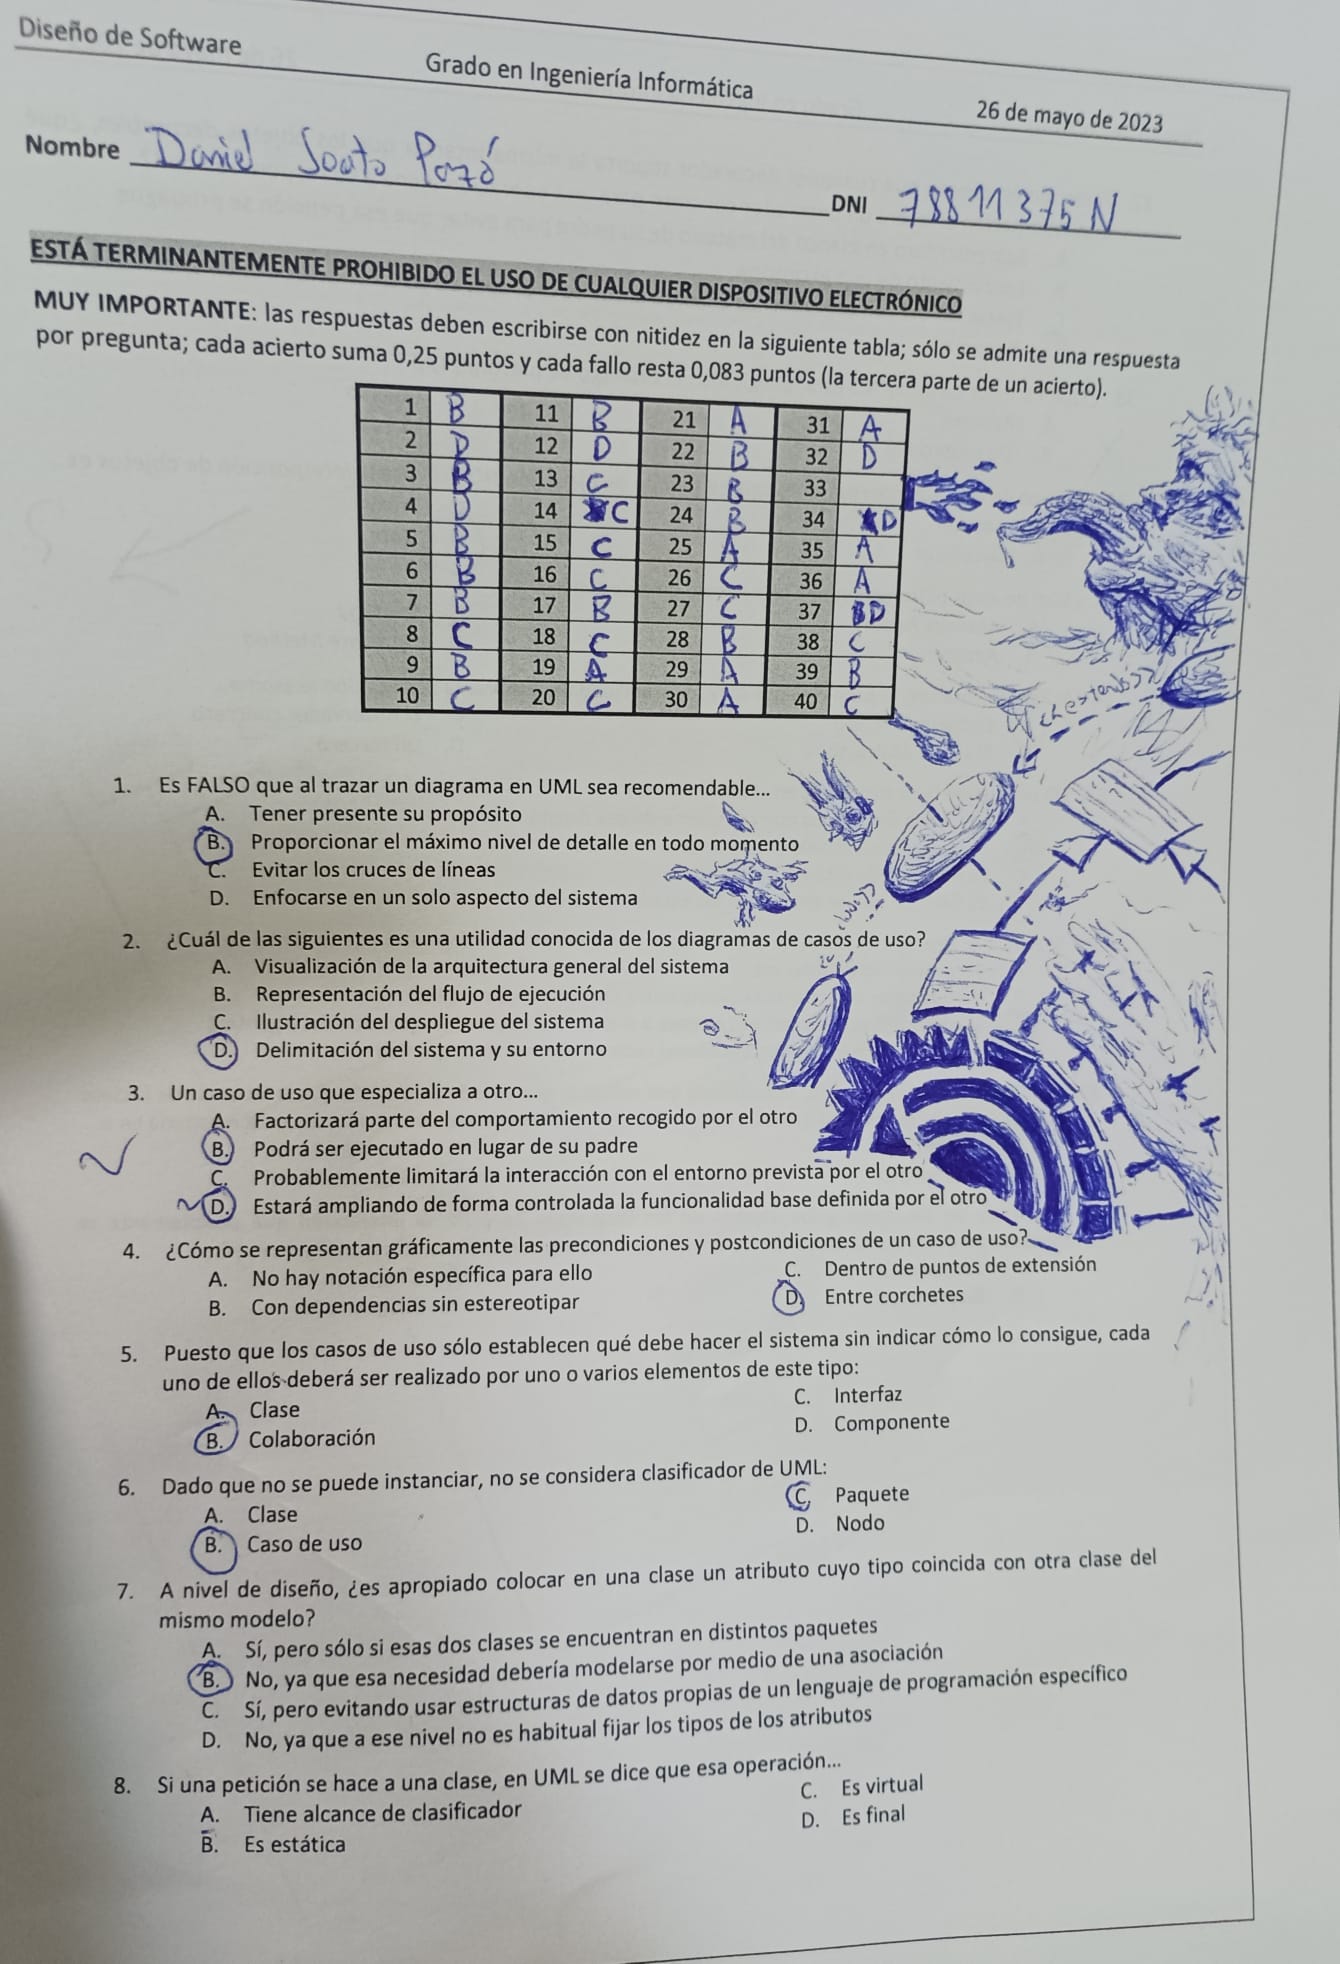 Diseño de Software
Grado en Ingeniería Informática
26 de mayo de 2023
Nombre Daniel Souto Pazó
DNI 78811375N
ESTÁ TERMINANTEMENTE PROHIBIDO EL USO DE CUALQUIER DISPOSITIVO ELECTRÓNICO
MUY IMPORTANTE: las respuestas deben escribirse con nitidez en la siguiente tabla; sólo se admite una respuesta
por pregunta; cada acierto suma 0,25 puntos y cada fallo resta 0,083 puntos (la tercera parte de un acierto).
1 B 11 B 21 A 31 A
2 D 12 D 22 B 32 D
3 B 13 C 23 B 33
4 D 14 C 24 B 34 D
5 B 15 C 25 A 35 A
6 B 16 C 26 C 36 A
7 B 17 B 27 C 37 D
8 C 18 C 28 B 38 C
9 B 19 A 29 A 39 B
10 C 20 C 30 A 40 C
1. Es FALSO que al trazar un diagrama en UML sea recomendable...
A. Tener presente su propósito
B. Proporcionar el máximo nivel de detalle en todo momento
C. Evitar los cruces de líneas
D. Enfocarse en un solo aspecto del sistema
2. ¿Cuál de las siguientes es una utilidad conocida de los diagramas de casos de uso?
A. Visualización de la arquitectura general del sistema
B. Representación del flujo de ejecución
C. Ilustración del despliegue del sistema
D. Delimitación del sistema y su entorno
3. Un caso de uso que especializa a otro...
A. Factorizará parte del comportamiento recogido por el otro
B. Podrá ser ejecutado en lugar de su padre
C. Probablemente limitará la interacción con el entorno prevista por el otro
D. Estará ampliando de forma controlada la funcionalidad base definida por el otro
4. ¿Cómo se representan gráficamente las precondiciones y postcondiciones de un caso de uso?
A. No hay notación específica para ello
C. Dentro de puntos de extensión
B. Con dependencias sin estereotipar
D. Entre corchetes
5. Puesto que los casos de uso sólo establecen qué debe hacer el sistema sin indicar cómo lo consigue, cada
uno de ellos deberá ser realizado por uno o varios elementos de este tipo:
A. Clase
C. Interfaz
B. Colaboración
D. Componente
6. Dado que no se puede instanciar, no se considera clasificador de UML:
A. Clase
C. Paquete
B. Caso de uso
D. Nodo
7. A nivel de diseño, ¿es apropiado colocar en una clase un atributo cuyo tipo coincida con otra clase del
mismo modelo?
A. Sí, pero sólo si esas dos clases se encuentran en distintos paquetes
B. No, ya que esa necesidad debería modelarse por medio de una asociación
C. Sí, pero evitando usar estructuras de datos propias de un lenguaje de programación específico
D. No, ya que a ese nivel no es habitual fijar los tipos de los atributos
8. Si una petición se hace a una clase, en UML se dice que esa operación...
A. Tiene alcance de clasificador
C. Es virtual
B. Es estática
D. Es final